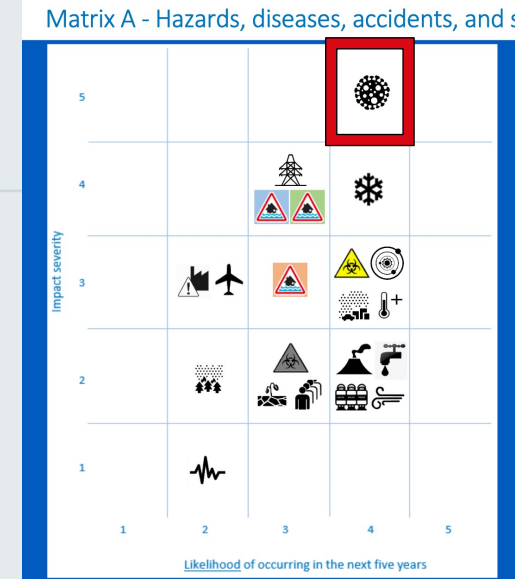 Matrix A - Hazards, diseases, accidents, and s
5
4
3
2
1
Impact severity
1 2 3 4 5
Likelihood of occurring in the next five years